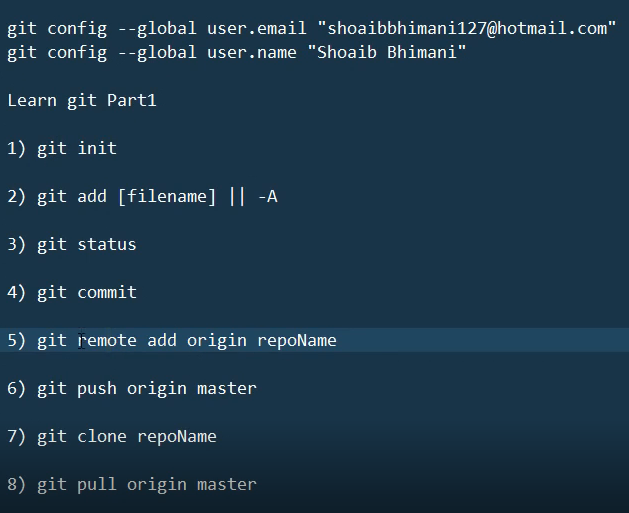 git config --global user.email "shoaibbhimani127@hotmail.com"
git config --global user.name "Shoaib Bhimani"
Learn git Part1
1) git init
2) git add [filename] || -A
3) git status
4) git commit
5) git remote add origin repoName
6) git push origin master
7) git clone repoName
8) git pull origin master